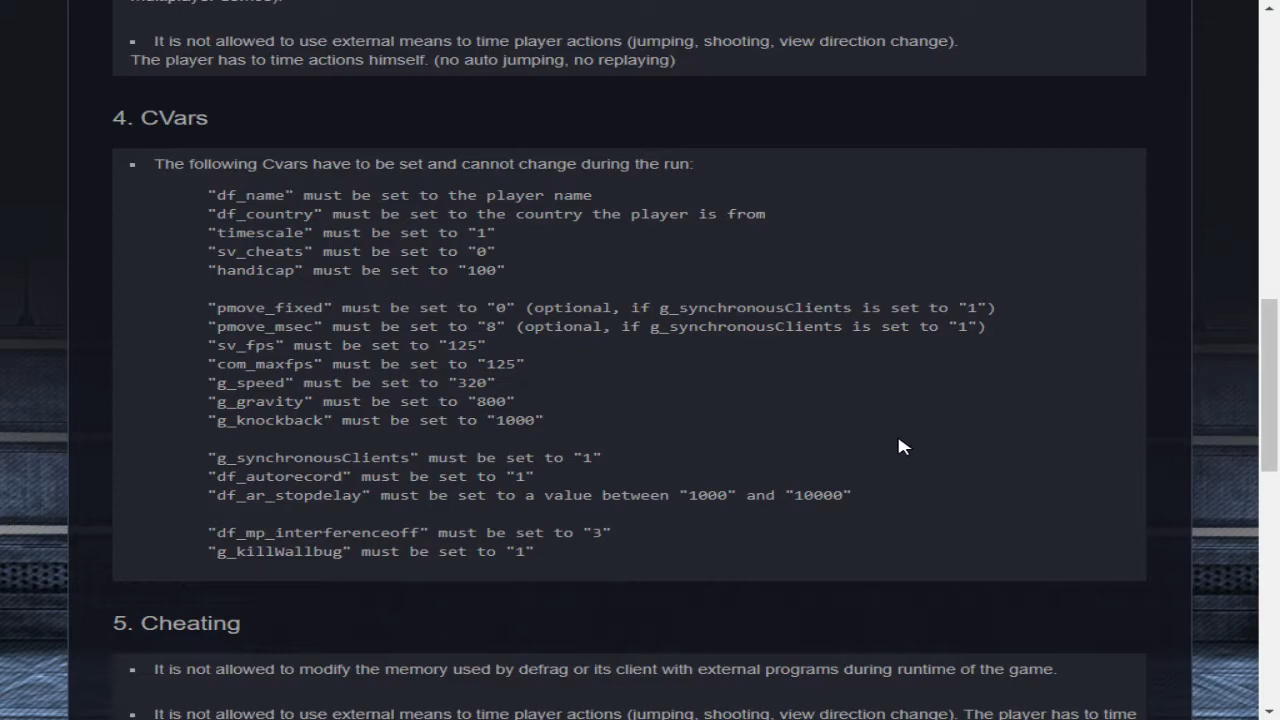 ▪ It is not allowed to use external means to time player actions (jumping, shooting, view direction change).
The player has to time actions himself. (no auto jumping, no replaying)
4. CVars
▪ The following Cvars have to be set and cannot change during the run:
"df_name" must be set to the player name
"df_country" must be set to the country the player is from
"timescale" must be set to "1"
"sv_cheats" must be set to "0"
"handicap" must be set to "100"
"pmove_fixed" must be set to "0" (optional, if g_synchronousClients is set to "1")
"pmove_msec" must be set to "8" (optional, if g_synchronousClients is set to "1")
"sv_fps" must be set to "125"
"com_maxfps" must be set to "125"
"g_speed" must be set to "320"
"g_gravity" must be set to "800"
"g_knockback" must be set to "1000"
"g_synchronousClients" must be set to "1"
"df_autorecord" must be set to "1"
"df_ar_stopdelay" must be set to a value between "1000" and "10000"
"df_mp_interferenceoff" must be set to "3"
"g_killWallbug" must be set to "1"
5. Cheating
▪ It is not allowed to modify the memory used by defrag or its client with external programs during runtime of the game.
▪ It is not allowed to use external means to time player actions (jumping, shooting, view direction change). The player has to time